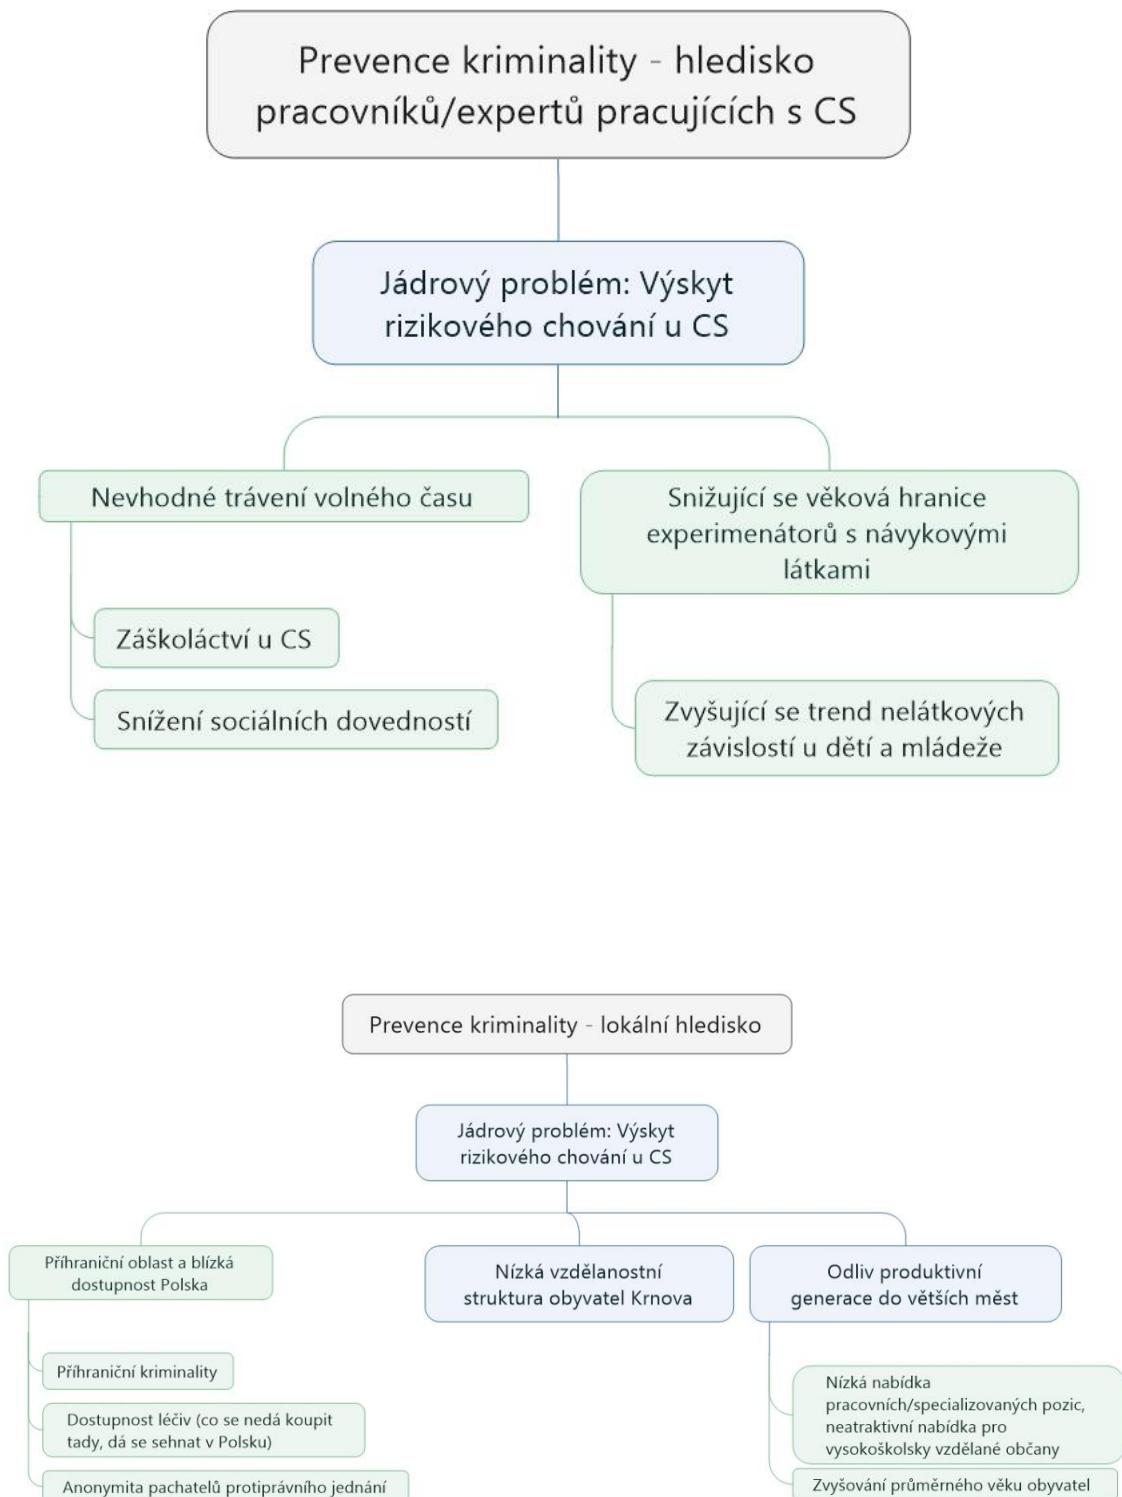 Prevence kriminality - hledisko
pracovníků/expertů pracujících s CS
Jádrový problém: Výskyt
rizikového chování u CS
Nevhodné trávení volného času
Záškoláctví u CS
Snížení sociálních dovedností
Snižující se věková hranice
experimenátorů s návykovými
látkami
Zvyšující se trend nelátkových
závislostí u dětí a mládeže
Prevence kriminality - lokální hledisko
Jádrový problém: Výskyt
rizikového chování u CS
Příhraniční oblast a blízká
dostupnost Polska
Příhraniční kriminality
Dostupnost léčiv (co se nedá koupit
tady, dá se sehnat v Polsku)
Anonymita pachatelů protiprávního jednání
Nízká vzdělanostní
struktura obyvatel Krnova
Odliv produktivní
generace do větších měst
Nízká nabídka
pracovních/specializovaných pozic,
neatraktivní nabídka pro
vysokoškolsky vzdělané občany
Zvyšování průměrného věku obyvatel